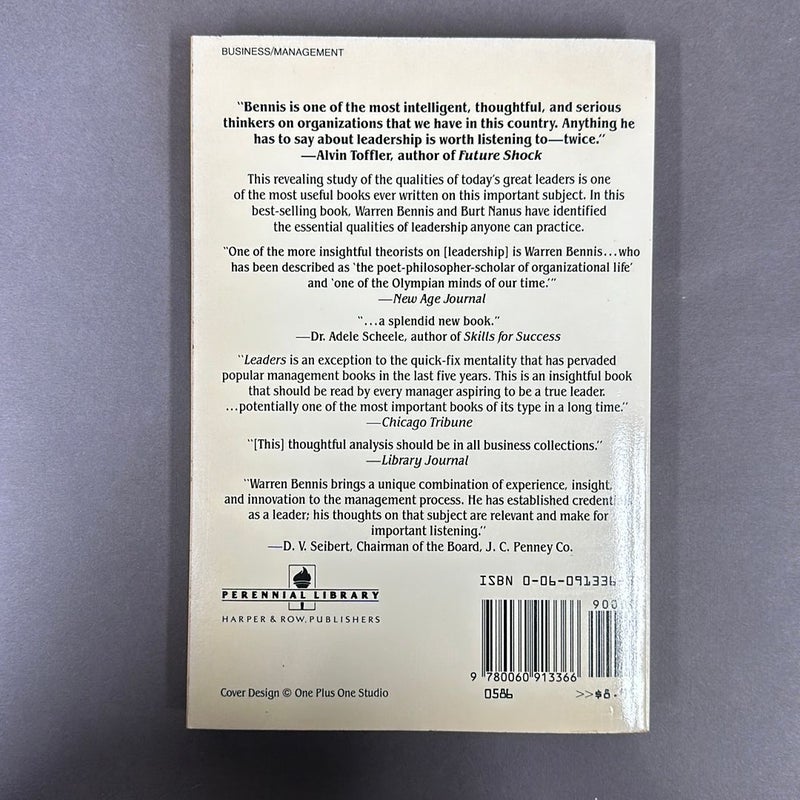 BUSINESS/MANAGEMENT
"Bennis is one of the most intelligent, thoughtful, and serious
thinkers on organizations that we have in this country. Anything he
has to say about leadership is worth listening to—twice."
—Alvin Toffler, author of Future Shock
This revealing study of the qualities of today's great leaders is one
of the most useful books ever written on this important subject. In this
best-selling book, Warren Bennis and Burt Nanus have identified
the essential qualities of leadership anyone can practice.
"One of the more insightful theorists on [leadership] is Warren Bennis...who
has been described as 'the poet-philosopher-scholar of organizational life'
and 'one of the Olympian minds of our time.'"
—New Age Journal
"...a splendid new book."
—Dr. Adele Scheele, author of Skills for Success
"Leaders is an exception to the quick-fix mentality that has pervaded
popular management books in the last five years. This is an insightful book
that should be read by every manager aspiring to be a true leader.
...potentially one of the most important books of its type in a long time."
—Chicago Tribune
"[This] thoughtful analysis should be in all business collections."
—Library Journal
"Warren Bennis brings a unique combination of experience, insight,
and innovation to the management process. He has established
as a leader; his thoughts on that subject are relevant and make for
important listening."
—D. V. Seibert, Chairman of the Board, J. C. Penney Co.
PERENNIAL LIBRARY
HARPER & ROW, PUBLISHERS
ISBN 0-06-091336-
9 780060 913366
0586
Cover Design © One Plus One Studio